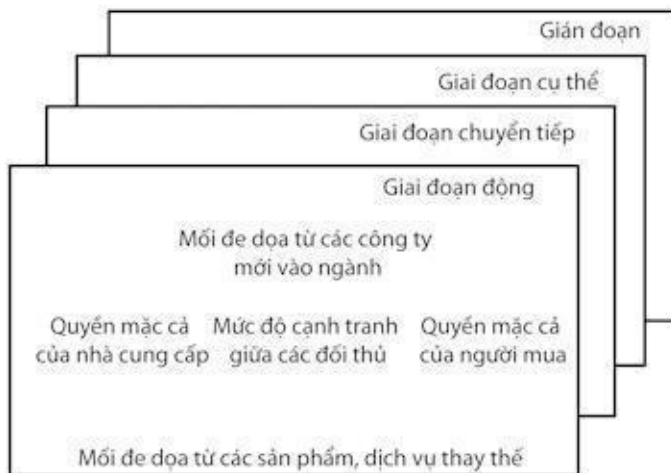 Gián đoạn
Giai đoạn cụ thể
Giai đoạn chuyển tiếp
Giai đoạn động
Mối đe dọa từ các công ty
mới vào ngành
Quyền mặc cả
của nhà cung cấp
Mức độ cạnh tranh
giữa các đối thủ
Quyền mặc cả
của người mua
Mối đe dọa từ các sản phẩm, dịch vụ thay thế